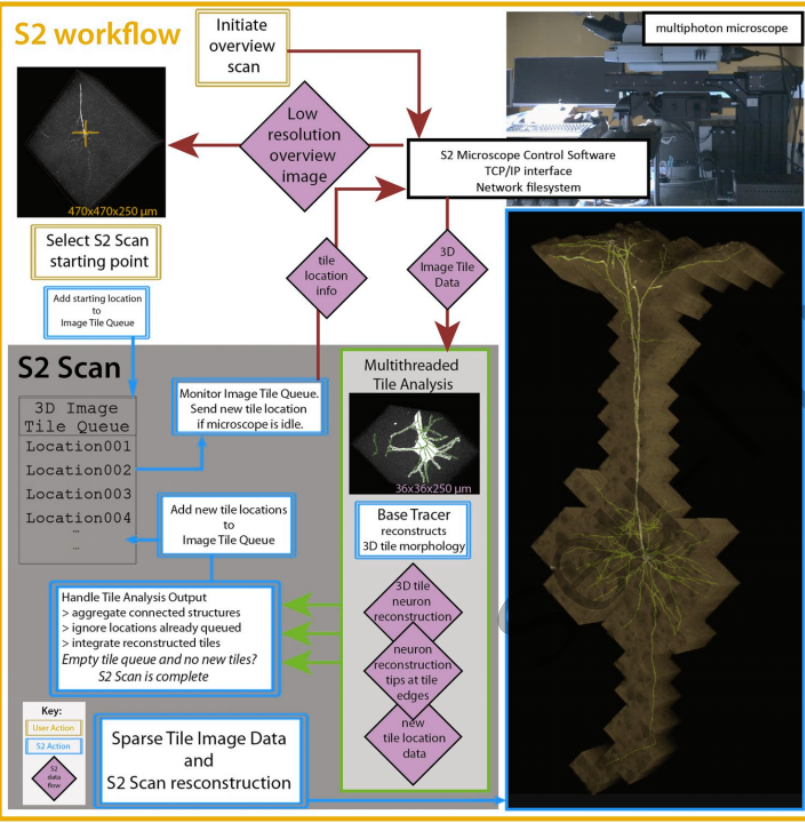 S2 workflow
Initiate
overview
scan
multiphoton microscope
Low
resolution
overview
image
S2 Microscope Control Software
TCP/IP interface
Network filesystem
470x470x250 µm
Select S2 Scan
starting point
tile
location
info
3D
Image Tile
Data
Add starting location
to
Image Tile Queue
S2 Scan
3D Image
Tile Queue
Location001
Location002
Location003
Location004
...
...
Monitor Image Tile Queue.
Send new tile location
if microscope is idle.
Multithreaded
Tile Analysis
36x36x250 µm
Add new tile locations
to
Image Tile Queue
Base Tracer
reconstructs
3D tile morphology
Handle Tile Analysis Output
> aggregate connected structures
> ignore locations already queued
> integrate reconstructed tiles
Empty tile queue and no new tiles?
S2 Scan is complete
3D tile
neuron
reconstruction
neuron
reconstruction
tips at tile
edges
new
tile location
data
Key:
User Action
S2 Action
S2
data
flow
Sparse Tile Image Data
and
S2 Scan resconstruction